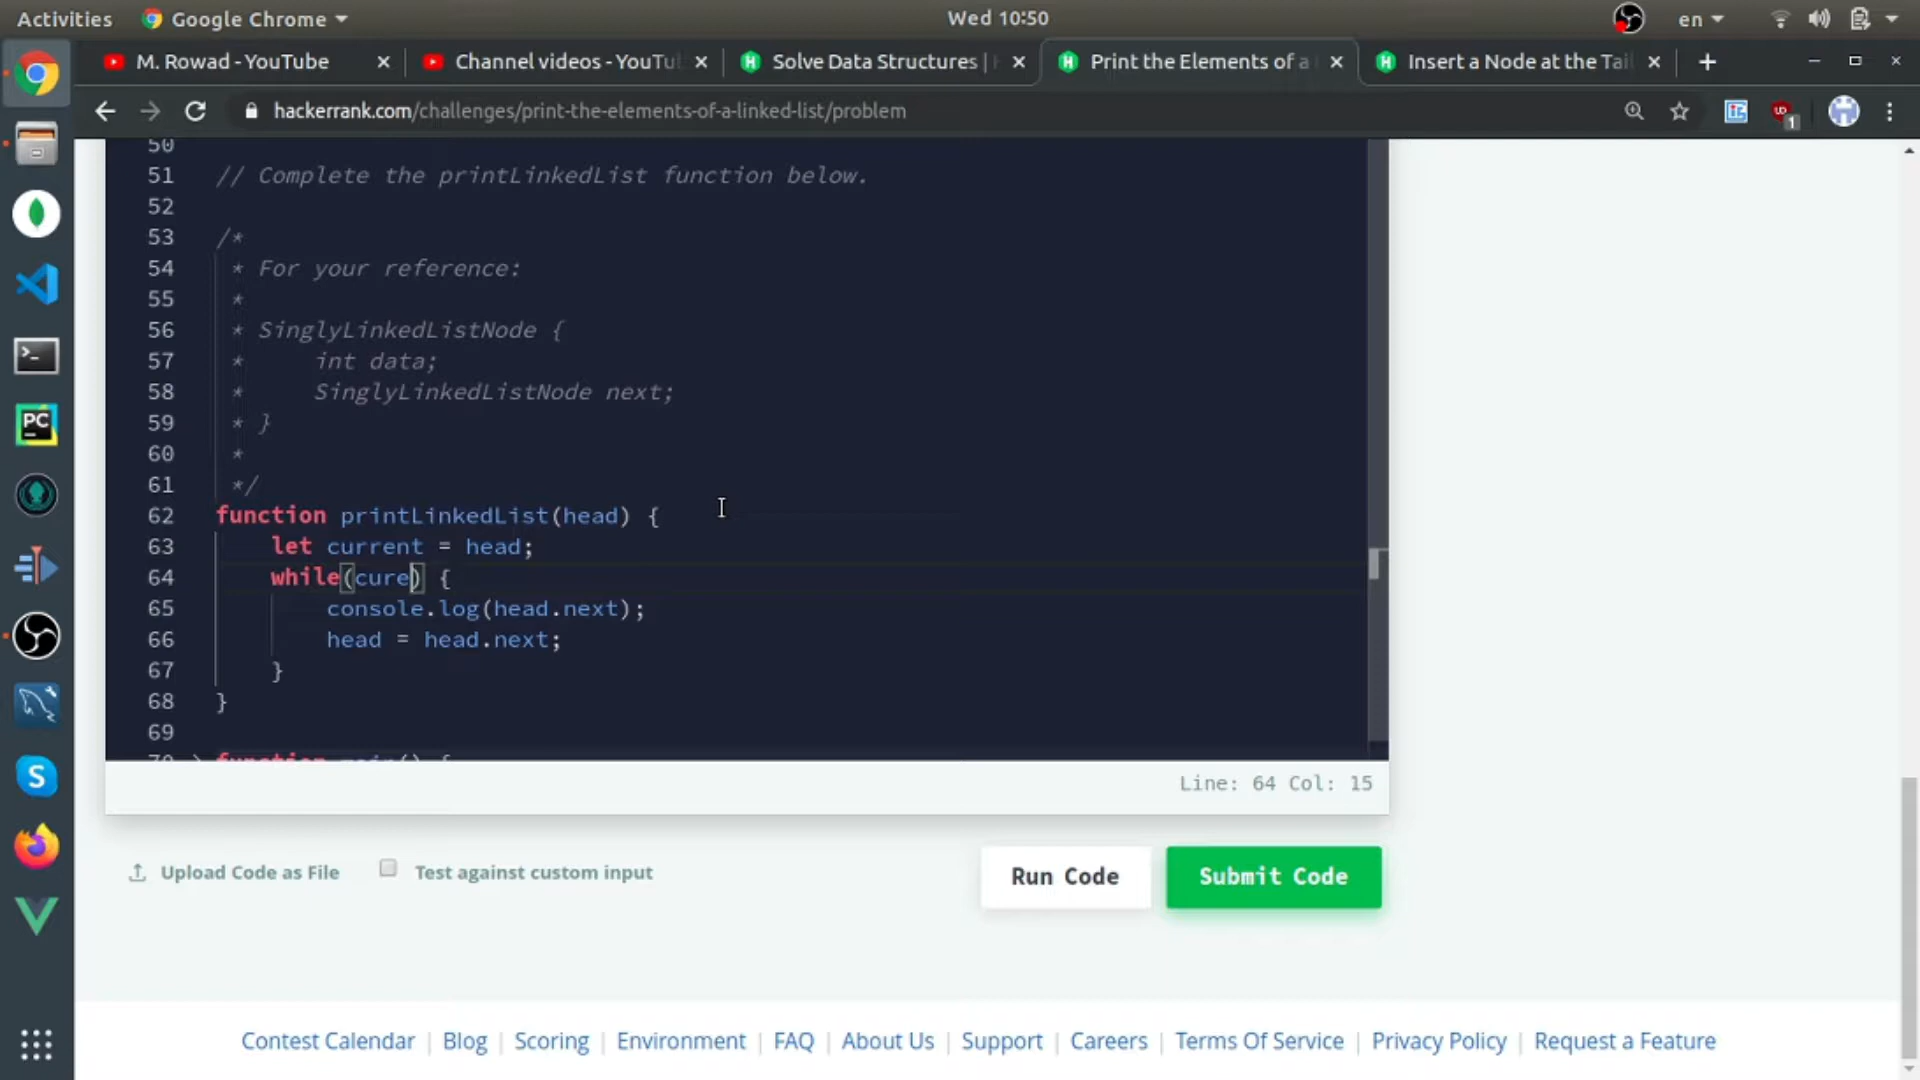 Activities Google Chrome Wed 10:50 en
M. Rowad - YouTube Channel videos - YouTu Solve Data Structures | Print the Elements of a Insert a Node at the Tail
hackerrank.com/challenges/print-the-elements-of-a-linked-list/problem 1
50
51 // Complete the printLinkedList function below.
52
53 /*
54 * For your reference:
55 *
56 * SinglyLinkedListNode {
57 * int data;
58 * SinglyLinkedListNode next;
59 * }
60 *
61 */
62 function printLinkedList(head) {
63 let current = head;
64 while(cure) {
65 console.log(head.next);
66 head = head.next;
67 }
68 }
69
70 function main() {
Line: 64 Col: 15
Upload Code as File Test against custom input Run Code Submit Code
Contest Calendar | Blog | Scoring | Environment | FAQ | About Us | Support | Careers | Terms Of Service | Privacy Policy | Request a Feature
PC
S